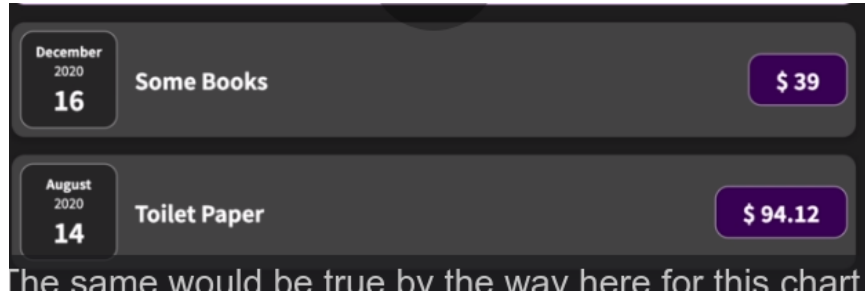 December
2020
16
Some Books
$ 39
August
2020
14
Toilet Paper
$ 94.12
The same would be true by the way here for this chart